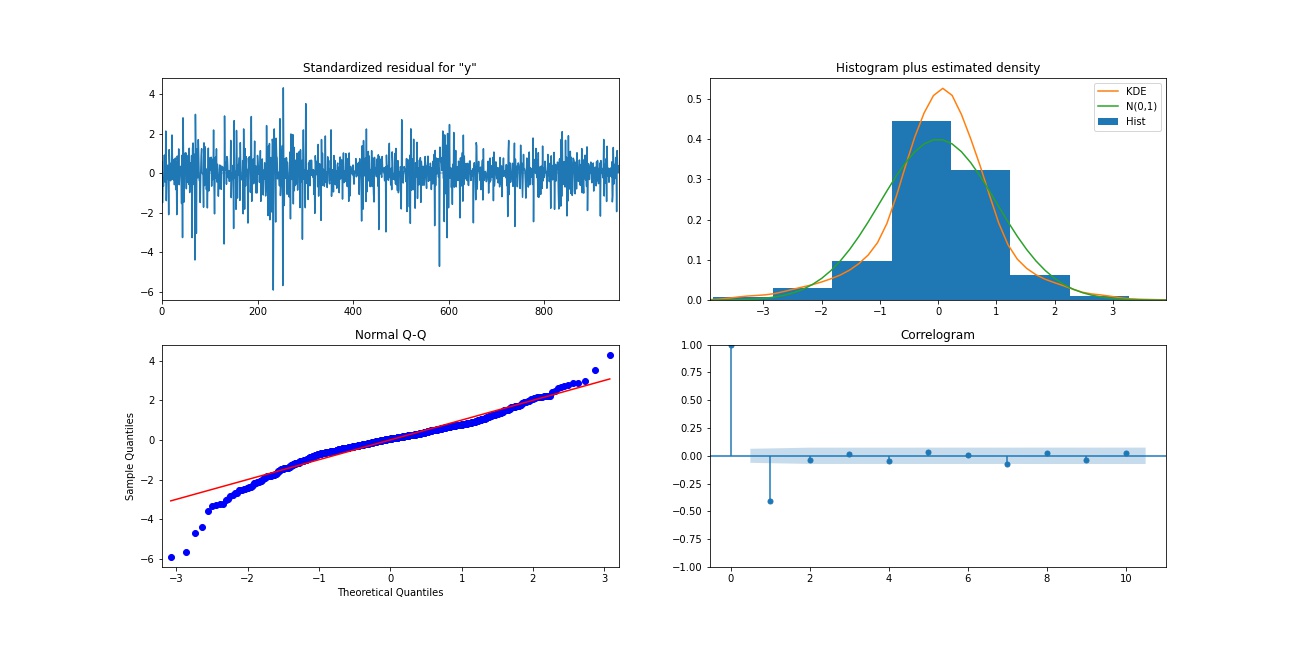 Standardized residual for "y"
4
2
0
−2
−4
−6
0 200 400 600 800
Histogram plus estimated density
KDE
N(0,1)
Hist
0.5
0.4
0.3
0.2
0.1
0.0
−3 −2 −1 0 1 2 3
Normal Q-Q
Sample Quantiles
4
2
0
−2
−4
−6
−3 −2 −1 0 1 2 3
Theoretical Quantiles
Correlogram
1.00
0.75
0.50
0.25
0.00
−0.25
−0.50
−0.75
−1.00
0 2 4 6 8 10